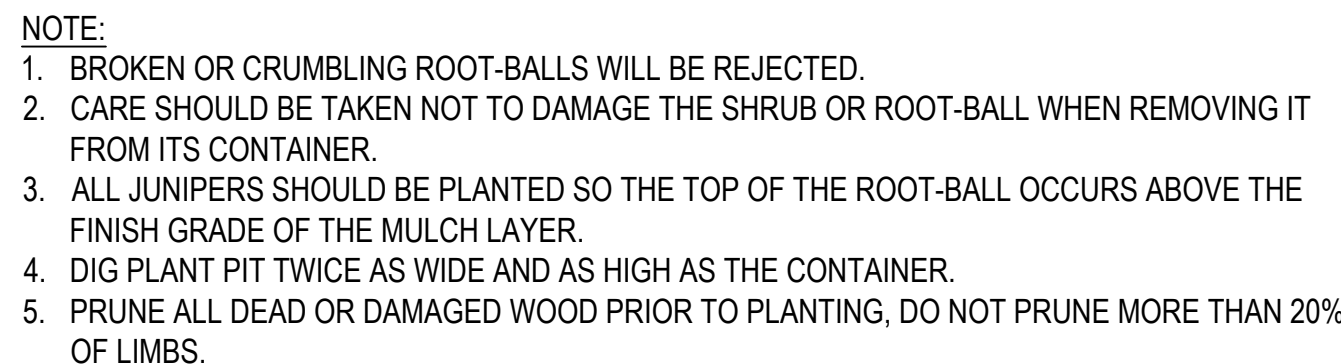 NOTE:
1. BROKEN OR CRUMBLING ROOT-BALLS WILL BE REJECTED.
2. CARE SHOULD BE TAKEN NOT TO DAMAGE THE SHRUB OR ROOT-BALL WHEN REMOVING IT
FROM ITS CONTAINER.
3. ALL JUNIPERS SHOULD BE PLANTED SO THE TOP OF THE ROOT-BALL OCCURS ABOVE THE
FINISH GRADE OF THE MULCH LAYER.
4. DIG PLANT PIT TWICE AS WIDE AND AS HIGH AS THE CONTAINER.
5. PRUNE ALL DEAD OR DAMAGED WOOD PRIOR TO PLANTING, DO NOT PRUNE MORE THAN 20%
OF LIMBS.